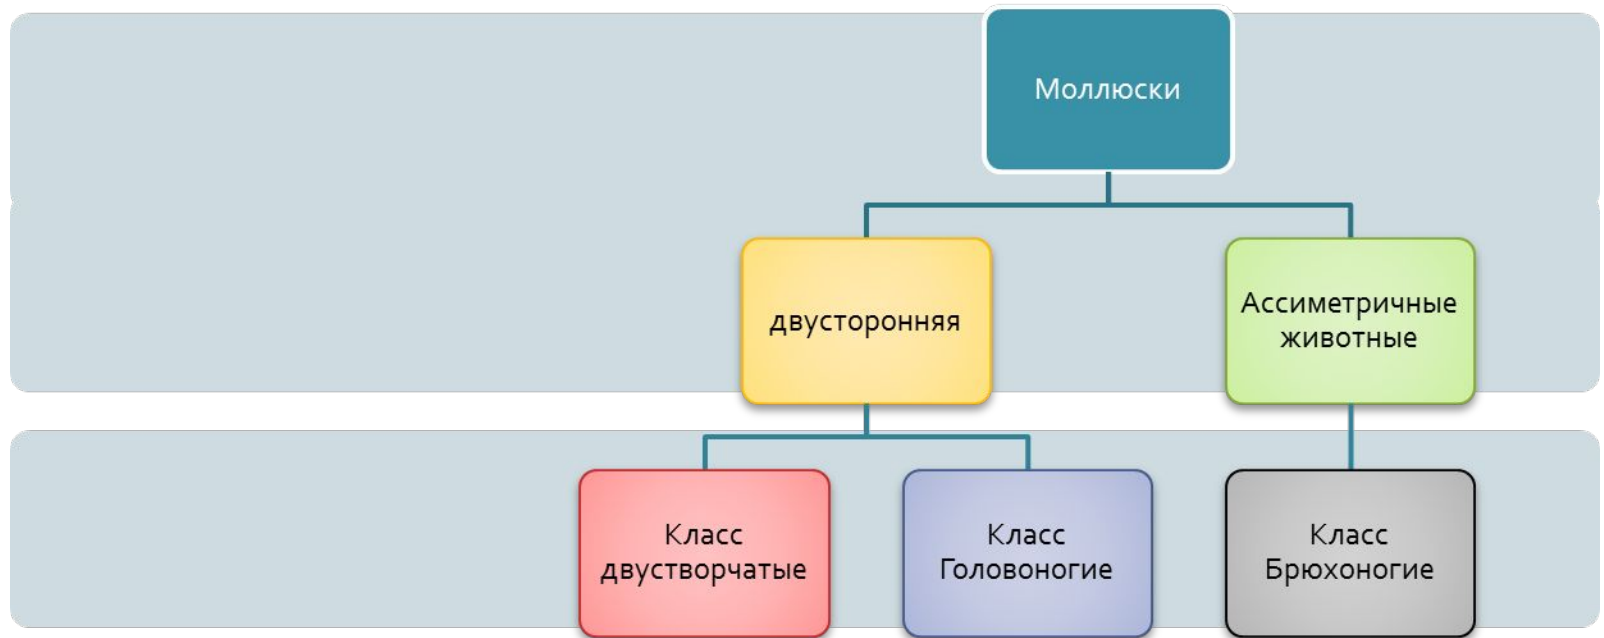 Моллюски
двусторонняя
Ассиметричные
животные
Класс
двустворчатые
Класс
Головоногие
Класс
Брюхоногие